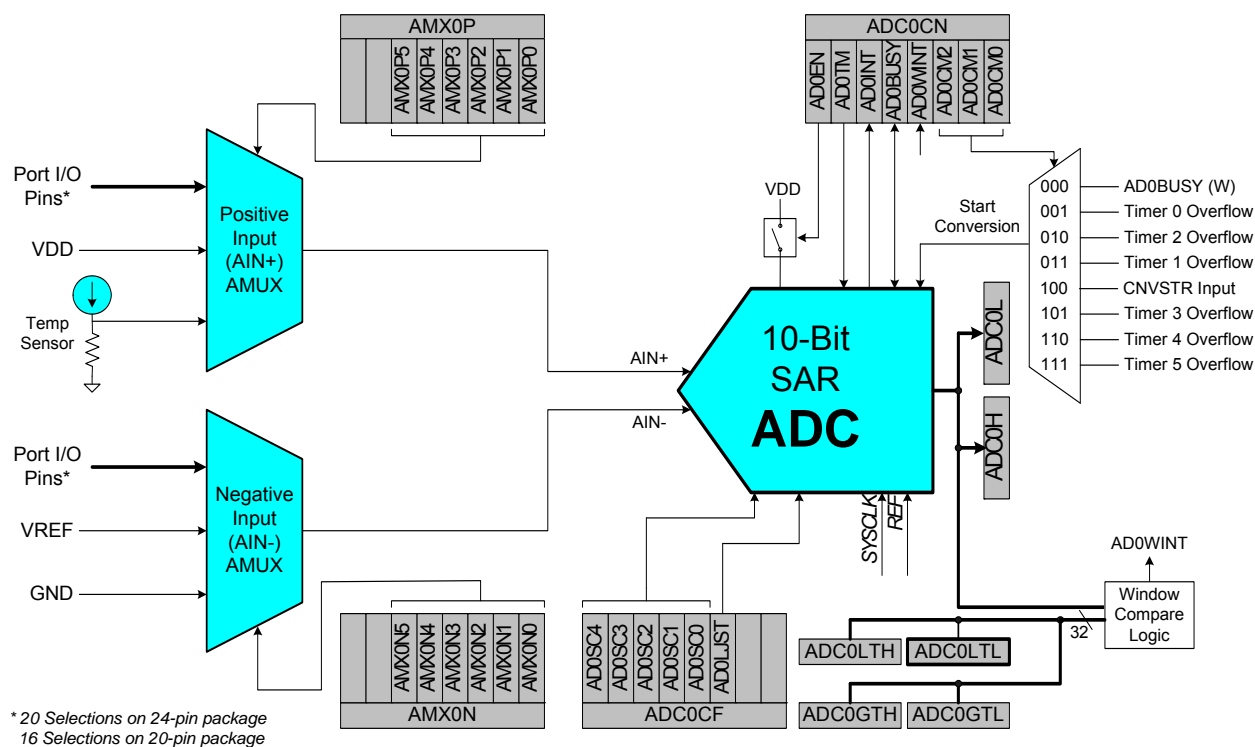 AMX0P
AMX0P5
AMX0P4
AMX0P3
AMX0P2
AMX0P1
AMX0P0
ADC0CN
AD0EN
AD0TM
AD0INT
AD0BUSY
AD0WINT
AD0CM2
AD0CM1
AD0CM0
Port I/O
Pins*
VDD
Temp
Sensor
Positive
Input
(AIN+)
AMUX
VDD
Start
Conversion
000 AD0BUSY (W)
001 Timer 0 Overflow
010 Timer 2 Overflow
011 Timer 1 Overflow
100 CNVSTR Input
101 Timer 3 Overflow
110 Timer 4 Overflow
111 Timer 5 Overflow
AIN+
AIN-
10-Bit
SAR
ADC
ADC0L
ADC0H
Port I/O
Pins*
VREF
GND
Negative
Input
(AIN-)
AMUX
SYSCLK
REF
AD0WINT
Window
Compare
Logic
32
ADC0LTH
ADC0LTL
ADC0GTH
ADC0GTL
AMX0N5
AMX0N4
AMX0N3
AMX0N2
AMX0N1
AMX0N0
AMX0N
AD0SC4
AD0SC3
AD0SC2
AD0SC1
AD0SC0
AD0LJST
ADC0CF
* 20 Selections on 24-pin package
16 Selections on 20-pin package